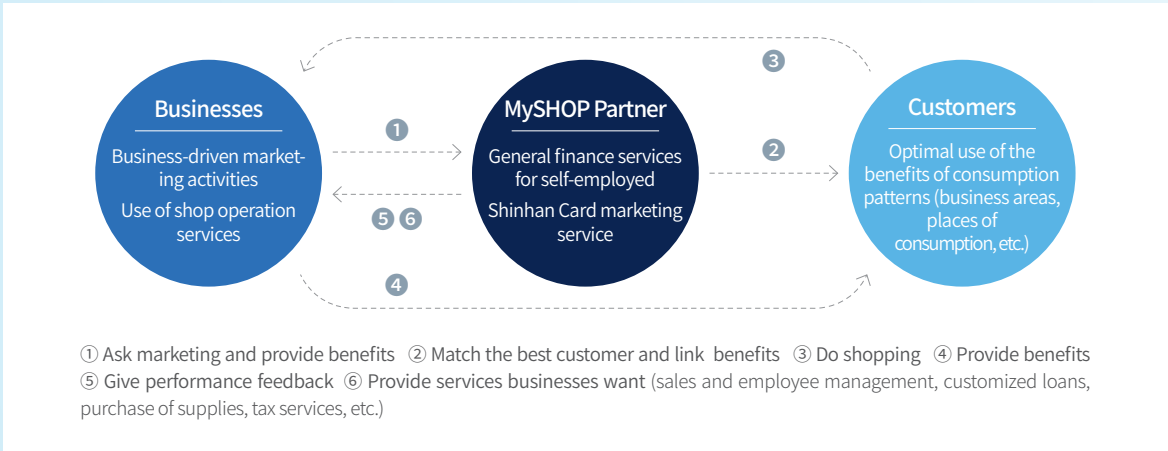 ③
Businesses
Business-driven market-
ing activities
Use of shop operation
services
①
⑤ ⑥
④
MySHOP Partner
General finance services
for self-employed
Shinhan Card marketing
service
②
Customers
Optimal use of the
benefits of consumption
patterns (business areas,
places of
consumption, etc.)
① Ask marketing and provide benefits ② Match the best customer and link benefits ③ Do shopping ④ Provide benefits
⑤ Give performance feedback ⑥ Provide services businesses want (sales and employee management, customized loans,
purchase of supplies, tax services, etc.)